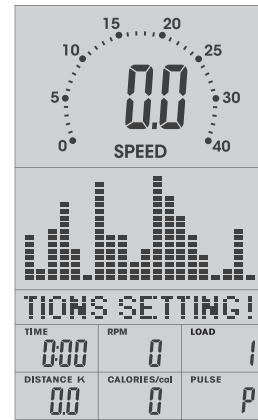 15 20
10 25
5 0.0 30
0 SPEED 40
TIONS SETTING!
TIME RPM LOAD
0:00 0 1
DISTANCE K CALORIES/cal PULSE
0.0 0 P